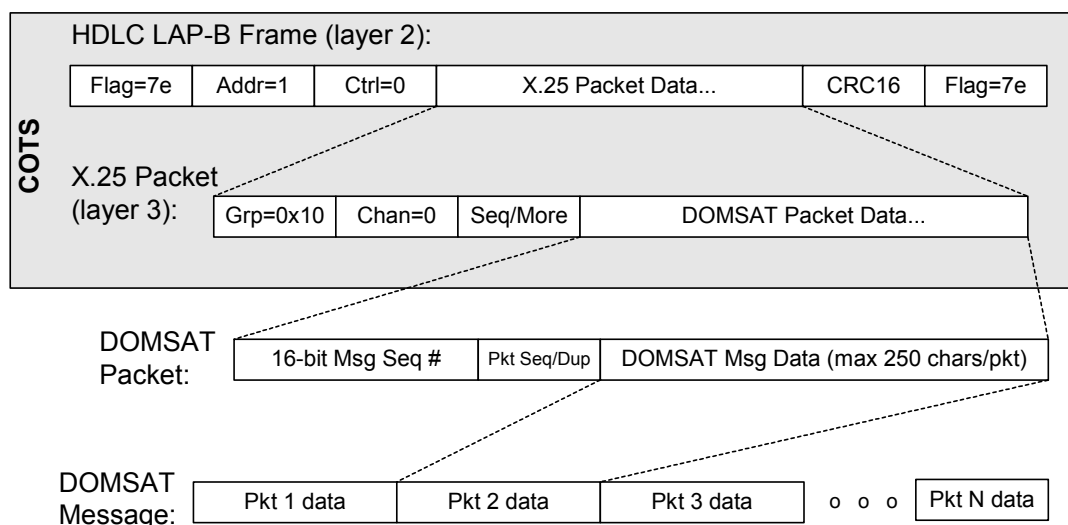 HDLC LAP-B Frame (layer 2):
Flag=7e Addr=1 Ctrl=0 X.25 Packet Data... CRC16 Flag=7e
COTS
X.25 Packet
(layer 3):
Grp=0x10 Chan=0 Seq/More DOMSAT Packet Data...
DOMSAT
Packet:
16-bit Msg Seq # Pkt Seq/Dup DOMSAT Msg Data (max 250 chars/pkt)
DOMSAT
Message:
Pkt 1 data Pkt 2 data Pkt 3 data o o o Pkt N data